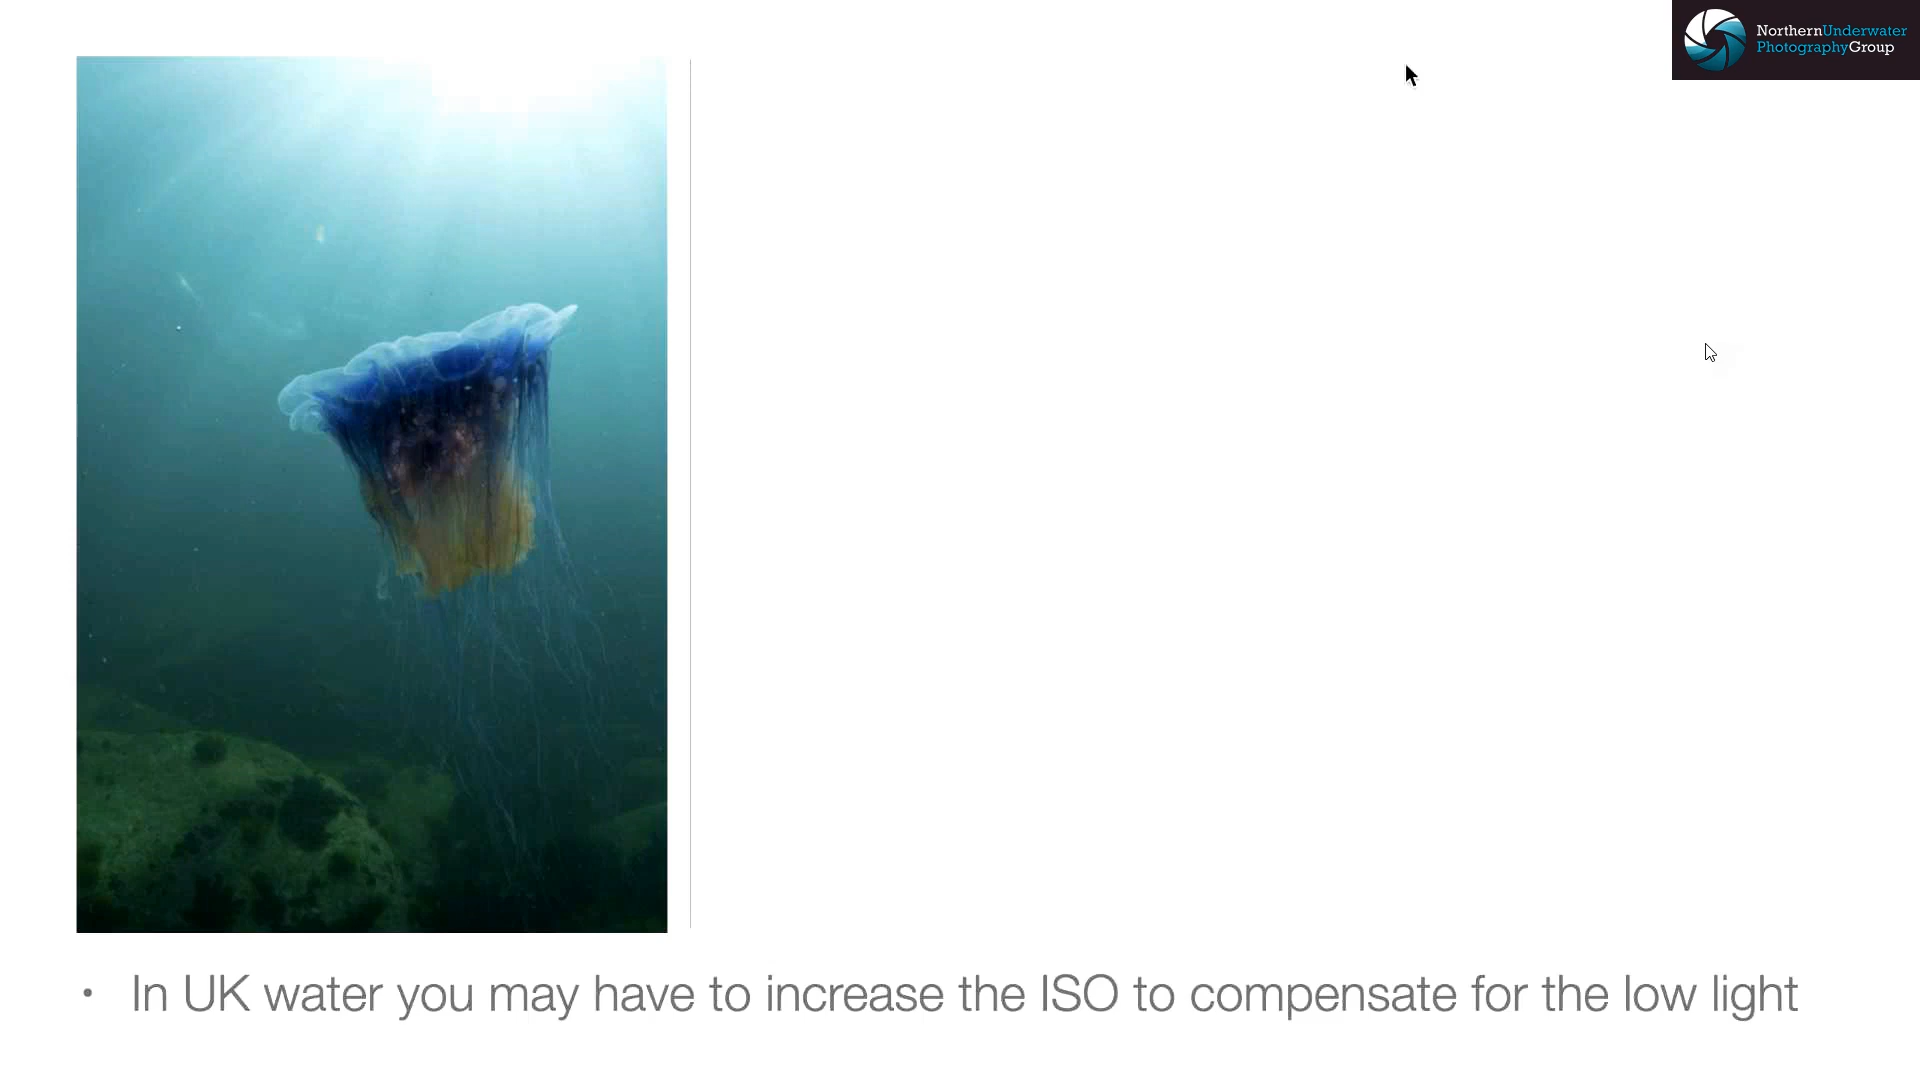 NorthernUnderwater
PhotographyGroup
• In UK water you may have to increase the ISO to compensate for the low light